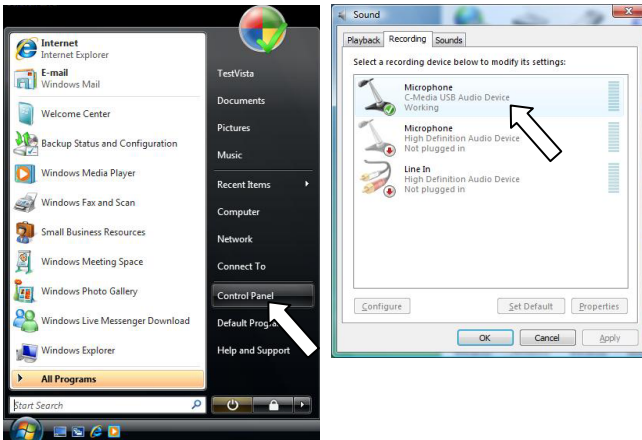 Internet
Internet Explorer
E-mail
Windows Mail
Welcome Center
Backup Status and Configuration
Windows Media Player
Windows Fax and Scan
Small Business Resources
Windows Meeting Space
Windows Photo Gallery
Windows Live Messenger Download
Windows Explorer
All Programs
Start Search
TestVista
Documents
Pictures
Music
Recent Items
Computer
Network
Connect To
Control Panel
Default Progra
Help and Support
Sound
Playback Recording Sounds
Select a recording device below to modify its settings:
Microphone
C-Media USB Audio Device
Working
Microphone
High Definition Audio Device
Not plugged in
Line In
High Definition Audio Device
Not plugged in
Configure Set Default Properties
OK Cancel Apply